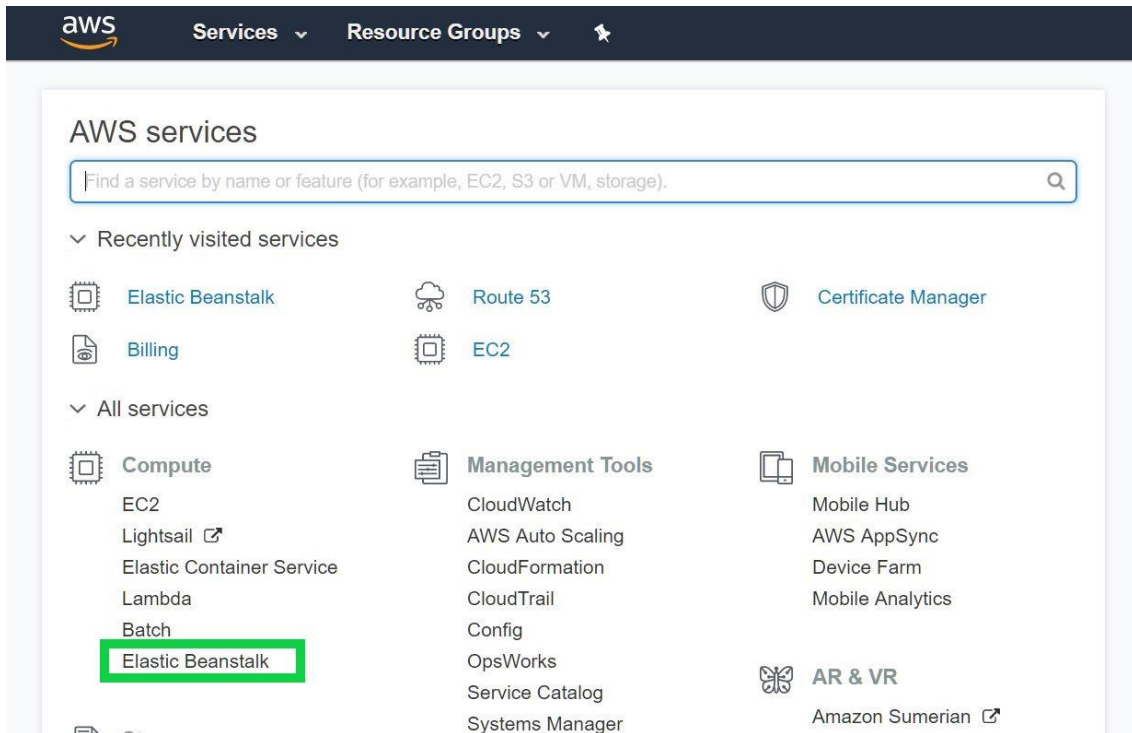 aws Services Resource Groups
AWS services
Find a service by name or feature (for example, EC2, S3 or VM, storage).
Recently visited services
Elastic Beanstalk Route 53 Certificate Manager
Billing EC2
All services
Compute
EC2
Lightsail
Elastic Container Service
Lambda
Batch
Elastic Beanstalk
Management Tools
CloudWatch
AWS Auto Scaling
CloudFormation
CloudTrail
Config
OpsWorks
Service Catalog
Systems Manager
Mobile Services
Mobile Hub
AWS AppSync
Device Farm
Mobile Analytics
AR & VR
Amazon Sumerian